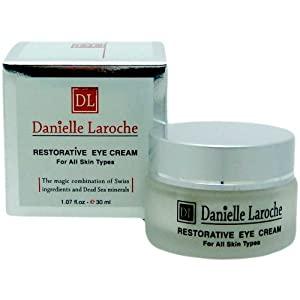 DL
Danielle Laroche
RESTORATIVE EYE CREAM
For All Skin Types
The magic combination of Swiss
ingredients and Dead Sea minerals
1.07 fl.oz - 30 ml
DL Danielle Laroche
RESTORATIVE EYE CREAM
For All Skin Types